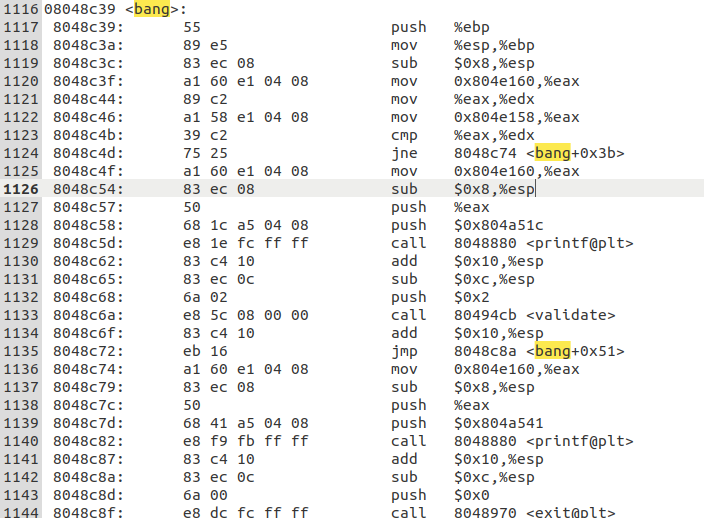 1116 08048c39 <bang>:
1117 8048c39: 55 push %ebp
1118 8048c3a: 89 e5 mov %esp,%ebp
1119 8048c3c: 83 ec 08 sub $0x8,%esp
1120 8048c3f: a1 60 e1 04 08 mov 0x804e160,%eax
1121 8048c44: 89 c2 mov %eax,%edx
1122 8048c46: a1 58 e1 04 08 mov 0x804e158,%eax
1123 8048c4b: 39 c2 cmp %eax,%edx
1124 8048c4d: 75 25 jne 8048c74 <bang+0x3b>
1125 8048c4f: a1 60 e1 04 08 mov 0x804e160,%eax
1126 8048c54: 83 ec 08 sub $0x8,%esp
1127 8048c57: 50 push %eax
1128 8048c58: 68 1c a5 04 08 push $0x804a51c
1129 8048c5d: e8 1e fc ff ff call 8048880 <printf@plt>
1130 8048c62: 83 c4 10 add $0x10,%esp
1131 8048c65: 83 ec 0c sub $0xc,%esp
1132 8048c68: 6a 02 push $0x2
1133 8048c6a: e8 5c 08 00 00 call 80494cb <validate>
1134 8048c6f: 83 c4 10 add $0x10,%esp
1135 8048c72: eb 16 jmp 8048c8a <bang+0x51>
1136 8048c74: a1 60 e1 04 08 mov 0x804e160,%eax
1137 8048c79: 83 ec 08 sub $0x8,%esp
1138 8048c7c: 50 push %eax
1139 8048c7d: 68 41 a5 04 08 push $0x804a541
1140 8048c82: e8 f9 fb ff ff call 8048880 <printf@plt>
1141 8048c87: 83 c4 10 add $0x10,%esp
1142 8048c8a: 83 ec 0c sub $0xc,%esp
1143 8048c8d: 6a 00 push $0x0
1144 8048c8f: e8 dc fc ff ff call 8048970 <exit@plt>